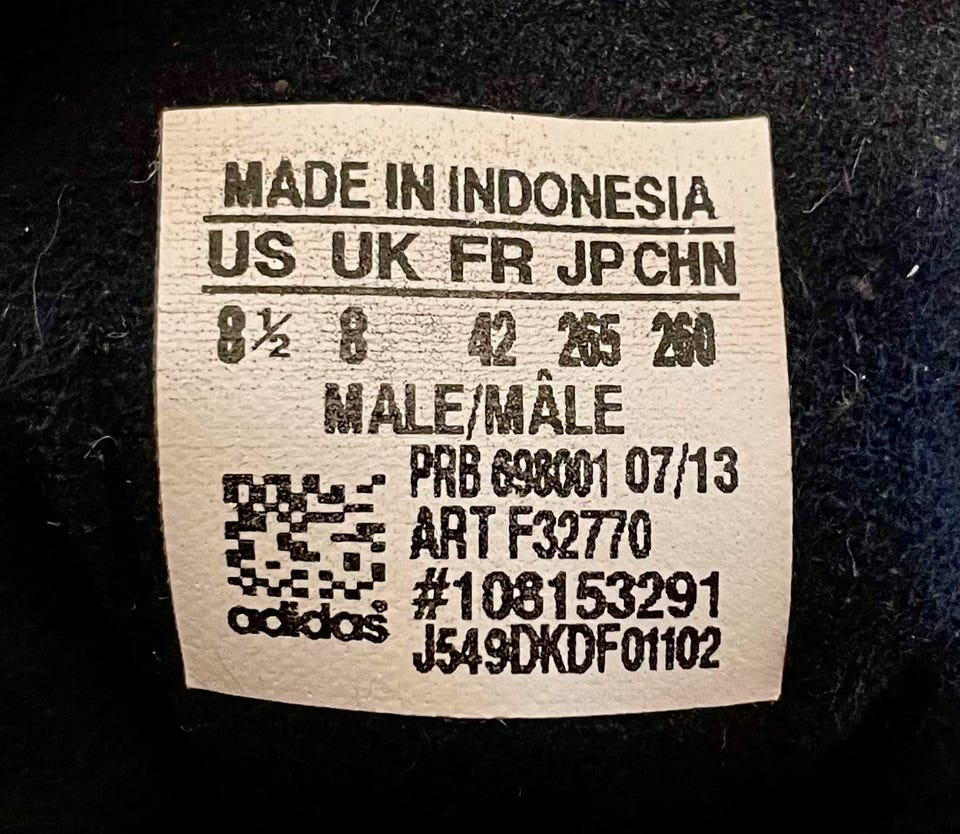 MADE IN INDONESIA
US UK FR JP CHN
8½ 8 42 265 260
MALE/MÂLE
PRB 698001 07/13
ART F32770
#108153291
J549DKDF01102
adidas®